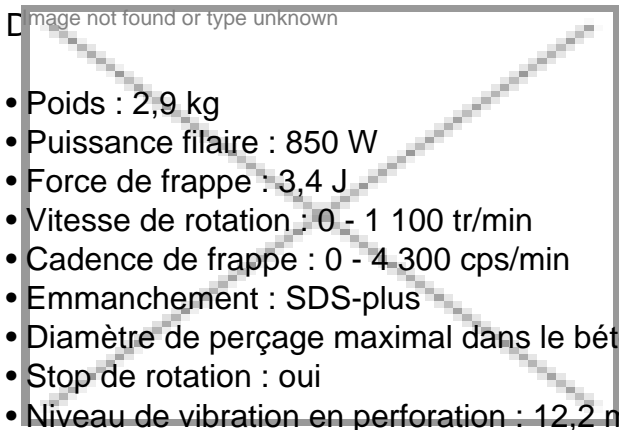 Image not found or type unknown
• Poids : 2,9 kg
• Puissance filaire : 850 W
• Force de frappe : 3,4 J
• Vitesse de rotation : 0 - 1 100 tr/min
• Cadence de frappe : 0 - 4 300 cps/min
• Emmanchement : SDS-plus
• Diamètre de perçage maximal dans le
• Stop de rotation : oui
• Niveau de vibration en perforation : 12,2